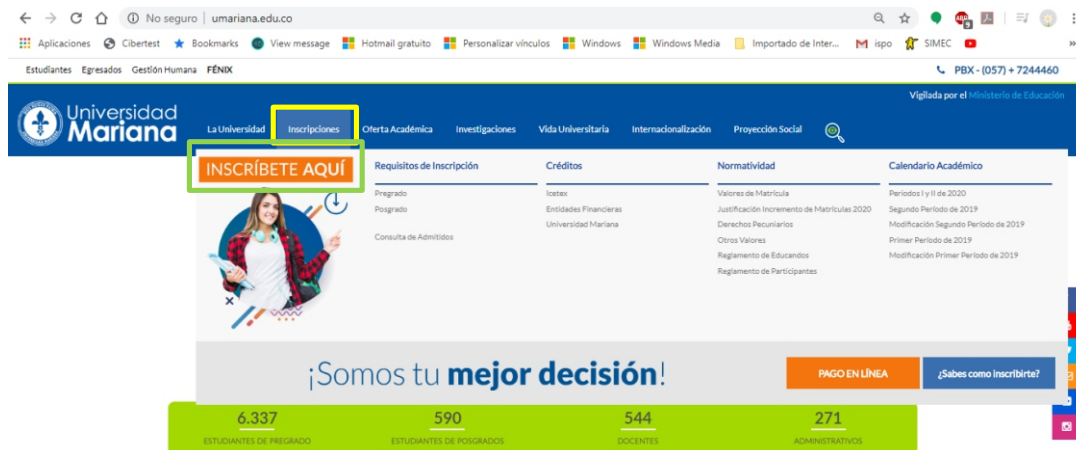 No seguro | umariana.edu.co
Aplicaciones Cibertest Bookmarks View message Hotmail gratuito Personalizar vínculos Windows Windows Media Importado de Inter... ispo SIMEC »
Estudiantes Egresados Gestión Humana FÉNIX PBX - (057) + 7244460
Vigilada por el Ministerio de Educación
Universidad
Mariana
La Universidad Inscripciones Oferta Académica Investigaciones Vida Universitaria Internacionalización Proyección Social
INSCRÍBETE AQUÍ
Requisitos de Inscripción
Pregrado
Posgrado
Consulta de Admitidos
Créditos
Icetex
Entidades Financieras
Universidad Mariana
Normatividad
Valores de Matrícula
Justificación Incremento de Matrículas 2020
Derechos Pecuniarios
Otros Valores
Reglamento de Educandos
Reglamento de Participantes
Calendario Académico
Periodos I y II de 2020
Segundo Período de 2019
Modificación Segundo Período de 2019
Primer Período de 2019
Modificación Primer Período de 2019
¡Somos tu mejor decisión!
PAGO EN LÍNEA
¿Sabes como inscribirte?
6.337 590 544 271
ESTUDIANTES DE PREGRADO ESTUDIANTES DE POSGRADOS DOCENTES ADMINISTRATIVOS